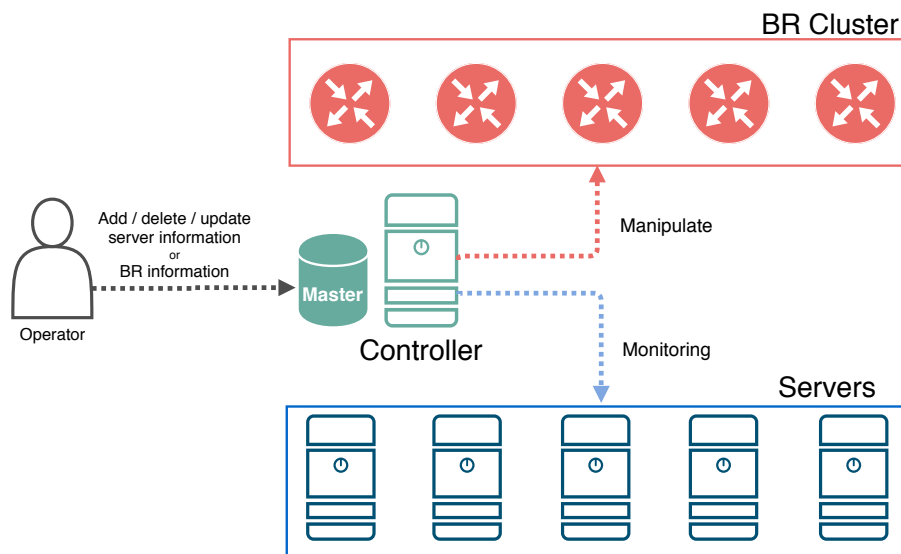 BR Cluster
Add / delete / update
server information
or
BR information
Manipulate
Master
Operator
Controller
Monitoring
Servers